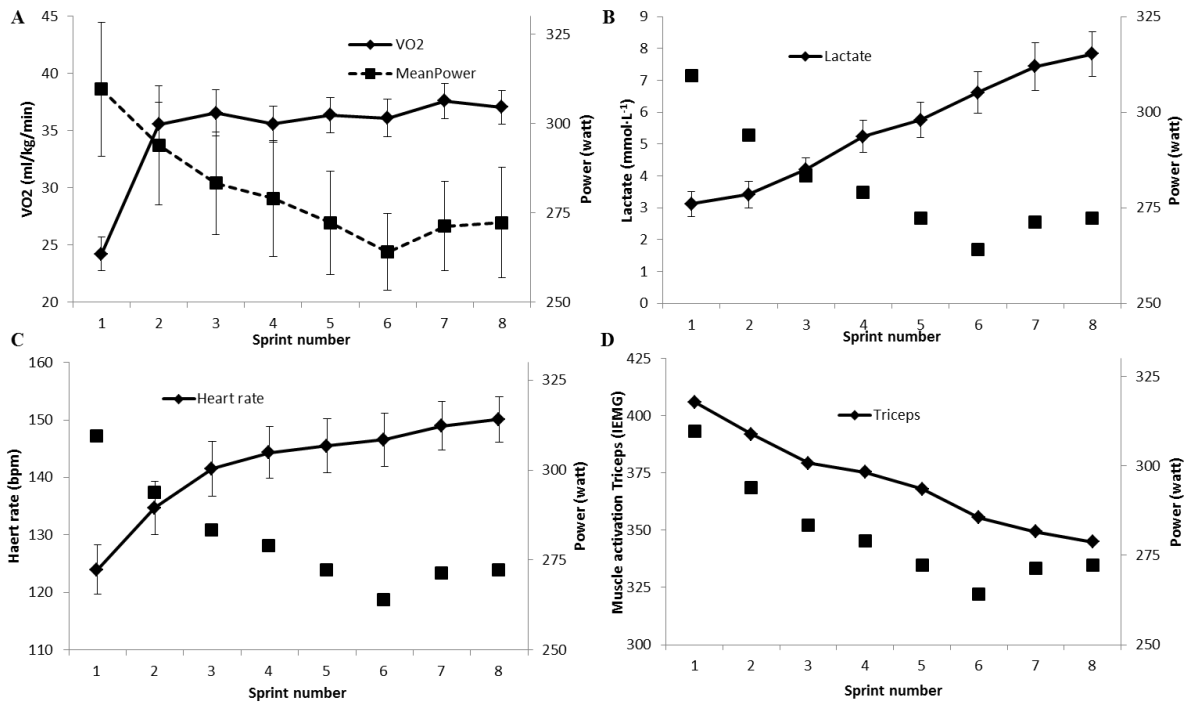 A
VO2 (ml/kg/min)
45
40
35
30
25
20
VO2
MeanPower
325
300
275
250
Power (watt)
1 2 3 4 5 6 7 8
Sprint number
B
Lactate (mmol·L-1)
9
8
7
6
5
4
3
2
1
0
Lactate
325
300
275
250
Power (watt)
1 2 3 4 5 6 7 8
Sprint number
C
Haert rate (bpm)
160
150
140
130
120
110
Heart rate
325
300
275
250
Power (watt)
1 2 3 4 5 6 7 8
Sprint number
D
Muscle activation Triceps (IEMG)
425
400
375
350
325
300
Triceps
325
300
275
250
Power (watt)
1 2 3 4 5 6 7 8
Sprint number